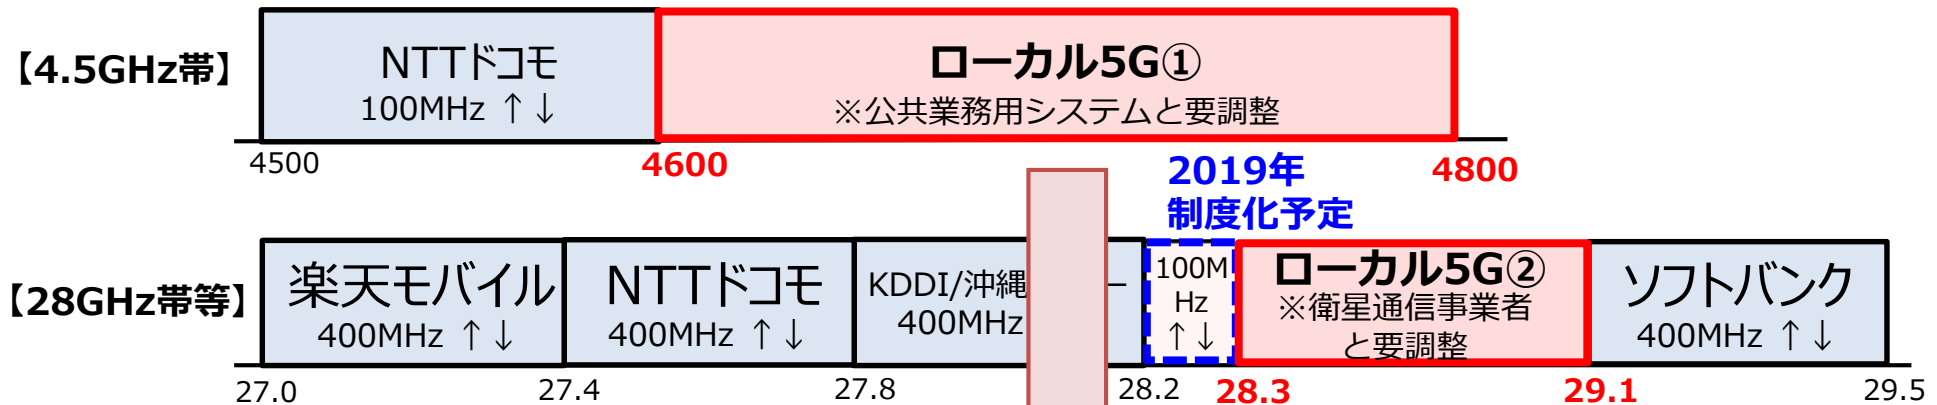 【4.5GHz帯】
NTTドコモ
100MHz ↑↓
ローカル5G①
※公共業務用システムと要調整
4500
4600
4800
2019年
制度化予定
【28GHz帯等】
楽天モバイル
400MHz ↑↓
NTTドコモ
400MHz ↑↓
KDDI/沖縄 ー
400MHz
100M
Hz
↑↓
ローカル5G②
※衛星通信事業者
と要調整
ソフトバンク
400MHz ↑↓
27.0
27.4
27.8
28.2
28.3
29.1
29.5